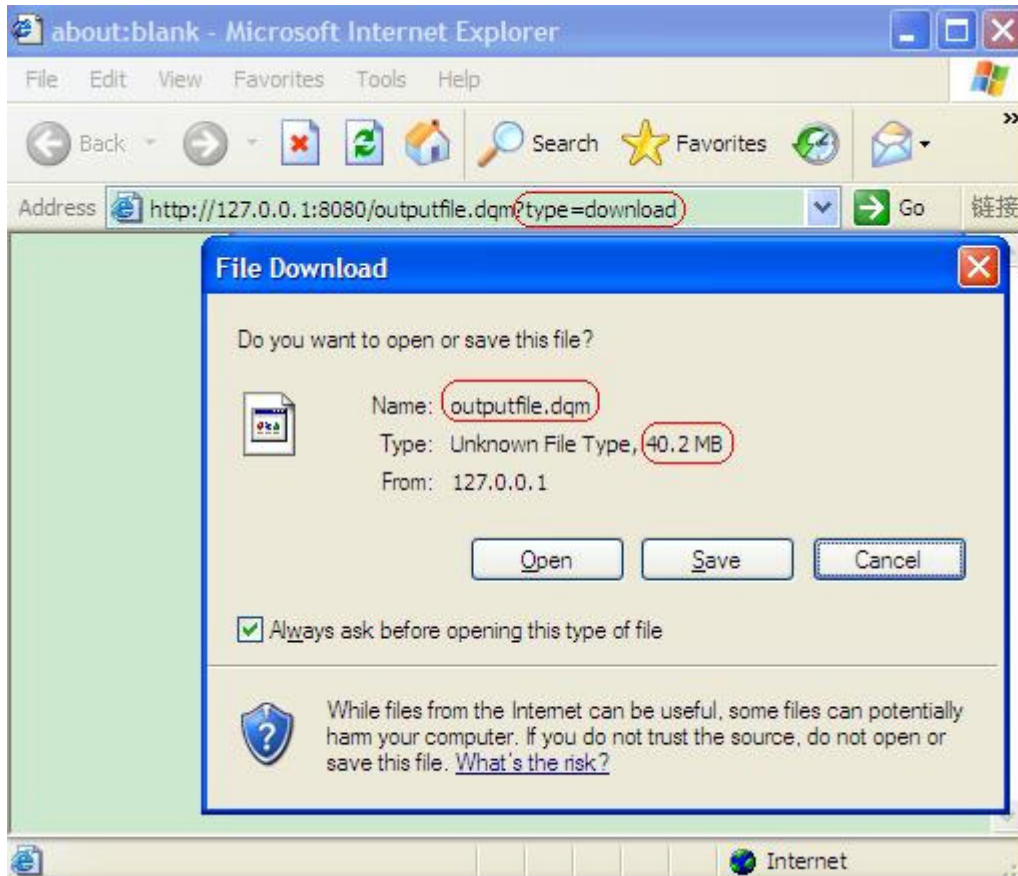 about:blank - Microsoft Internet Explorer
File Edit View Favorites Tools Help
Back Search Favorites »
Address http://127.0.0.1:8080/outputfile.dqm?type=download Go 链接
File Download
Do you want to open or save this file?
Name: outputfile.dqm
Type: Unknown File Type, 40.2 MB
From: 127.0.0.1
Open Save Cancel
Always ask before opening this type of file
While files from the Internet can be useful, some files can potentially
harm your computer. If you do not trust the source, do not open or
save this file. What's the risk?
Internet